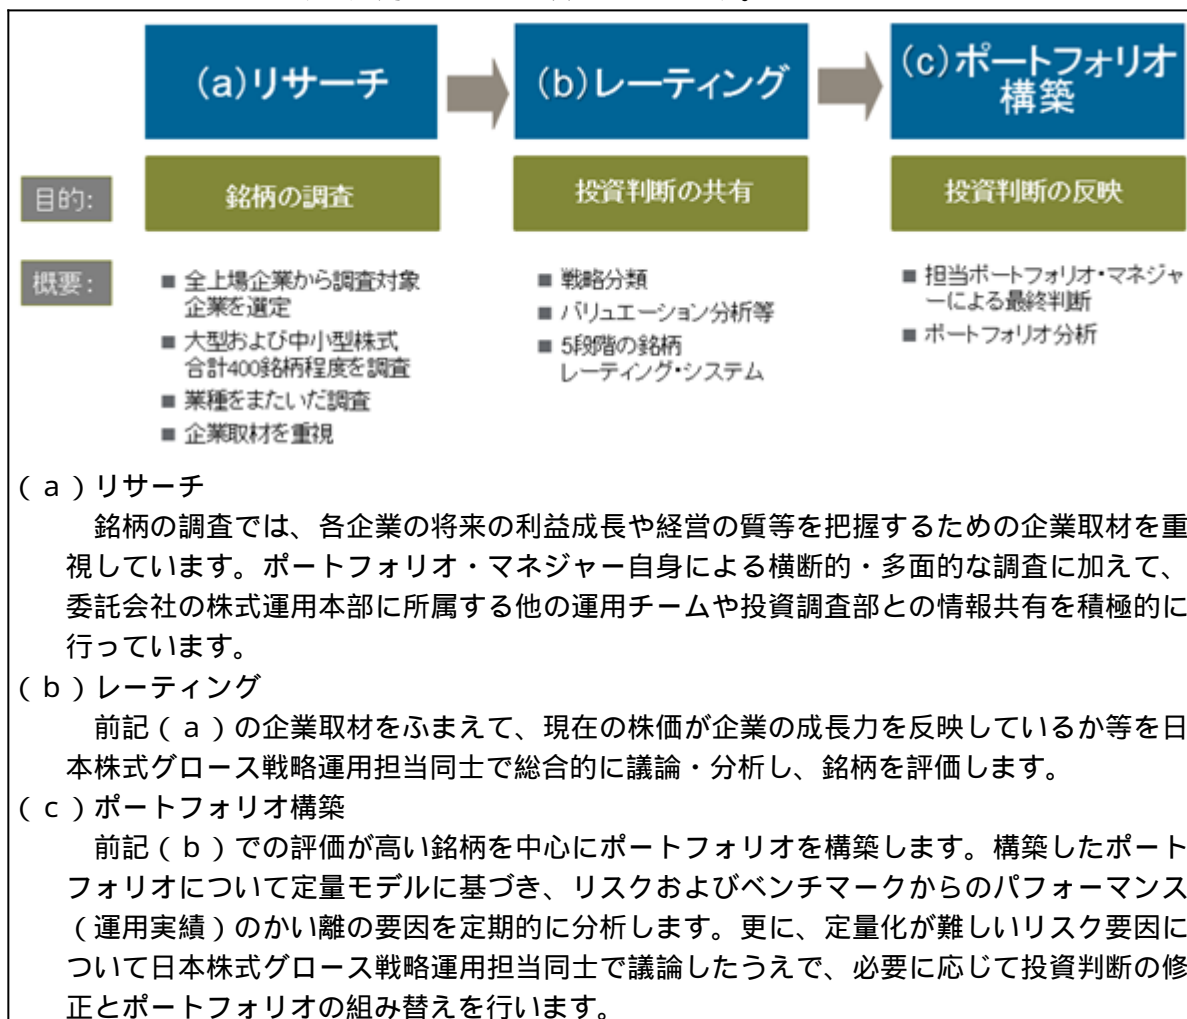 (a)リサーチ
(b)レーティング
(c)ポートフォリオ
構築
目的:
銘柄の調査
投資判断の共有
投資判断の反映
概要:
■ 全上場企業から調査対象
企業を選定
■ 大型および中小型株式
合計400銘柄程度を調査
■ 業種をまたいだ調査
■ 企業取材を重視
■ 戦略分類
■ バリュエーション分析等
■ 5段階の銘柄
レーティング・システム
■ 担当ポートフォリオ・マネジャ
ーによる最終判断
■ ポートフォリオ分析
(a)リサーチ
銘柄の調査では、各企業の将来の利益成長や経営の質等を把握するための企業取材を重
視しています。ポートフォリオ・マネジャー自身による横断的・多面的な調査に加えて、
委託会社の株式運用本部に所属する他の運用チームや投資調査部との情報共有を積極的に
行っています。
(b)レーティング
前記(a)の企業取材をふまえて、現在の株価が企業の成長力を反映しているか等を日
本株式グロース戦略運用担当同士で総合的に議論・分析し、銘柄を評価します。
(c)ポートフォリオ構築
前記(b)での評価が高い銘柄を中心にポートフォリオを構築します。構築したポート
フォリオについて定量モデルに基づき、リスクおよびベンチマークからのパフォーマンス
(運用実績)のかい離の要因を定期的に分析します。更に、定量化が難しいリスク要因に
ついて日本株式グロース戦略運用担当同士で議論したうえで、必要に応じて投資判断の修
正とポートフォリオの組み替えを行います。